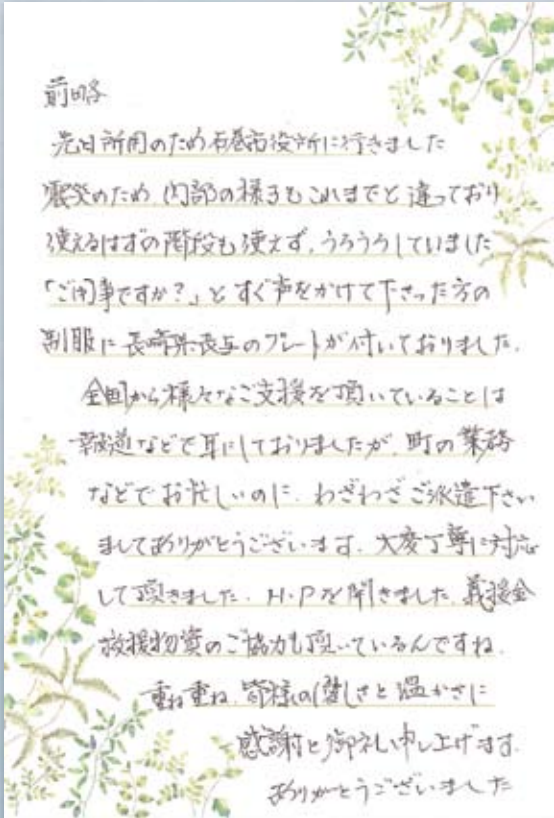 前略
先日所用のため石巻市役所に行きました
震災のため 内部の様子もこれまでと違っており
使えるはずの階段も使えず、うろうろしていました
「ご用事ですか?」とすぐ声をかけて下さった方の
制服に長崎県長与のプレートが付いておりました。
全国から様々なご支援を頂いていることは
報道などで耳にしておりましたが、町の業務
などでお忙しいのに、わざわざご派遣下さい
ましてありがとうございます。大変丁寧に対応
して頂きました。H・Pを開きました。義援金
救援物資のご協力も頂いているんですね。
重ね重ね、皆様の優しさと温かさに
感謝と御礼申し上げます。
ありがとうございました